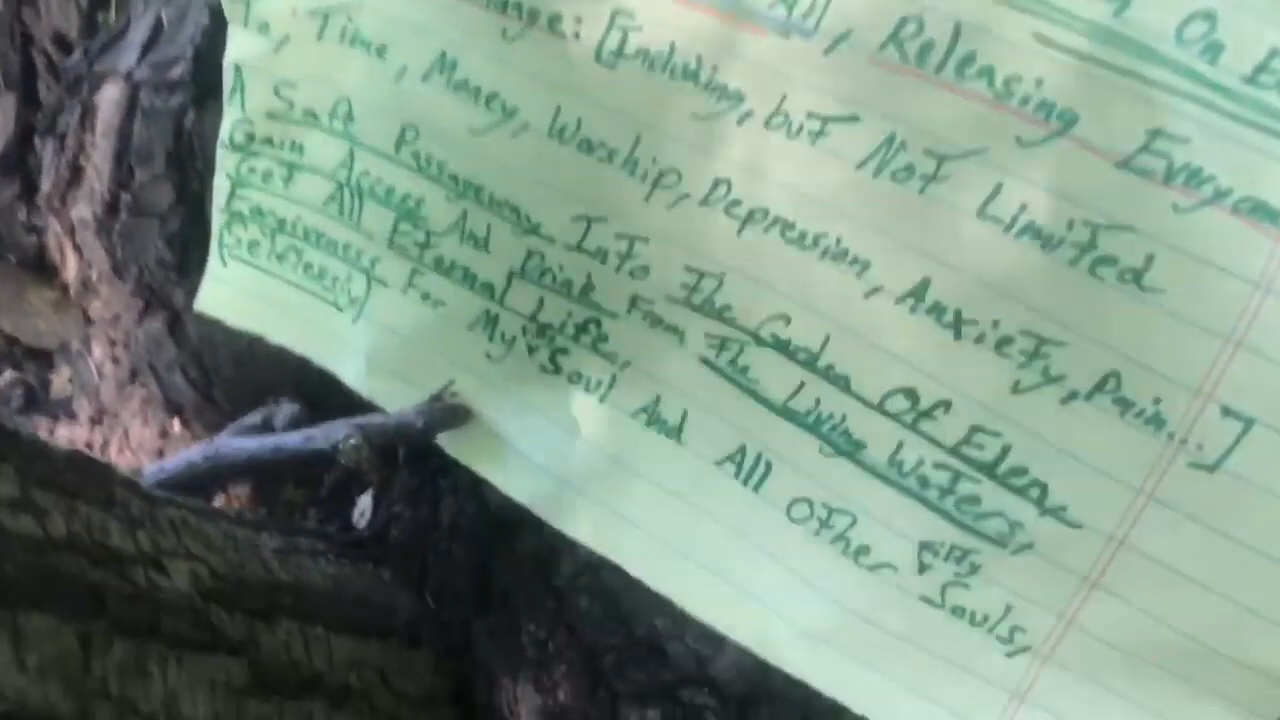 On E
All, Releasing Everyone
ange: [Including, but Not Limited
To, Time, Money, Worship, Depression, Anxiety, Pain...]
A Safe Passageway Into The Garden Of Eden
Gain Access And Drink From The Living Waters,
Get All Eternal Life,
Forgiveness For My Soul And All Other Souls,
(Selflessly)